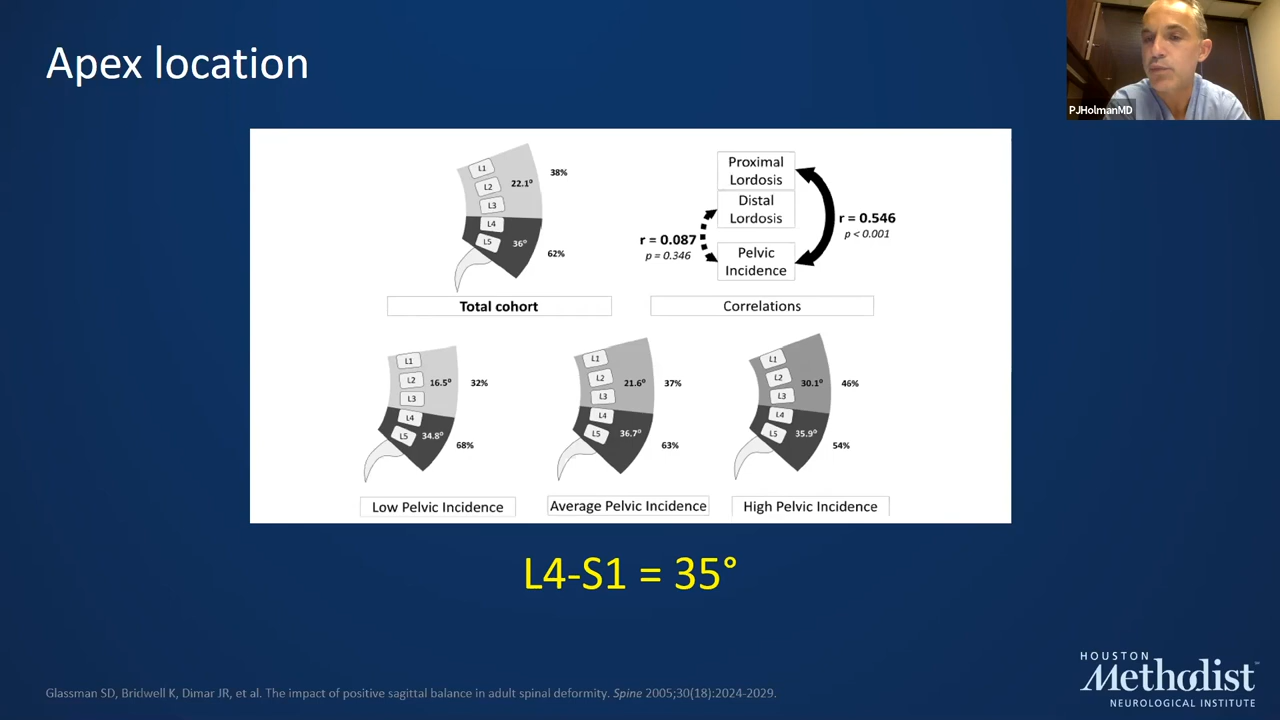 Apex location
PJHolmanMD
L1
L2
L3
L4
L5
22.1°
36°
38%
62%
Total cohort
Proximal
Lordosis
Distal
Lordosis
Pelvic
Incidence
r = 0.087
p = 0.346
r = 0.546
p < 0.001
Correlations
L1
L2
L3
L4
L5
16.5°
34.8°
32%
68%
Low Pelvic Incidence
L1
L2
L3
L4
L5
21.6°
36.7°
37%
63%
Average Pelvic Incidence
L1
L2
L3
L4
L5
30.1°
35.9°
46%
54%
High Pelvic Incidence
L4-S1 = 35°
Glassman SD, Bridwell K, Dimar JR, et al. The impact of positive sagittal balance in adult spinal deformity. Spine 2005;30(18):2024-2029.
HOUSTON
Methodist
NEUROLOGICAL INSTITUTE